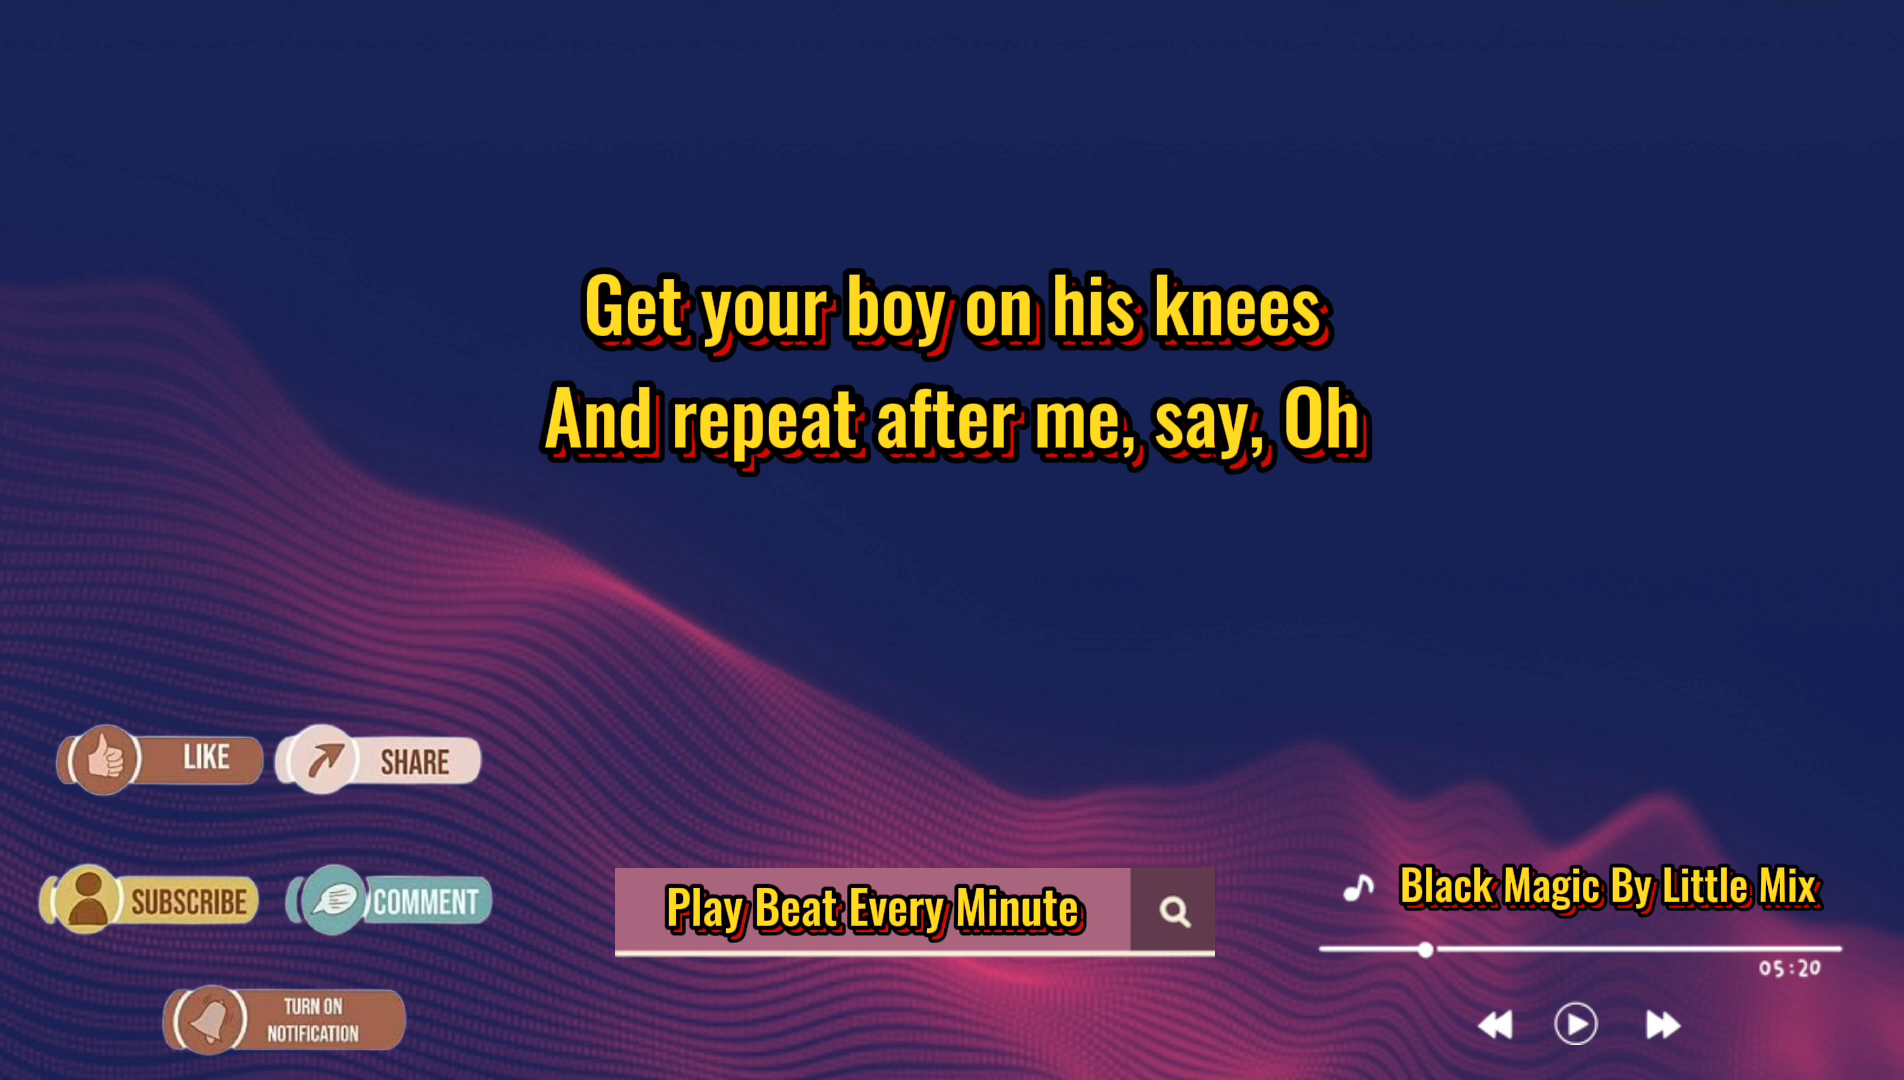 Get your boy on his knees
And repeat after me, say, Oh
LIKE
SHARE
SUBSCRIBE
COMMENT
TURN ON
NOTIFICATION
Play Beat Every Minute
Black Magic By Little Mix
05:20